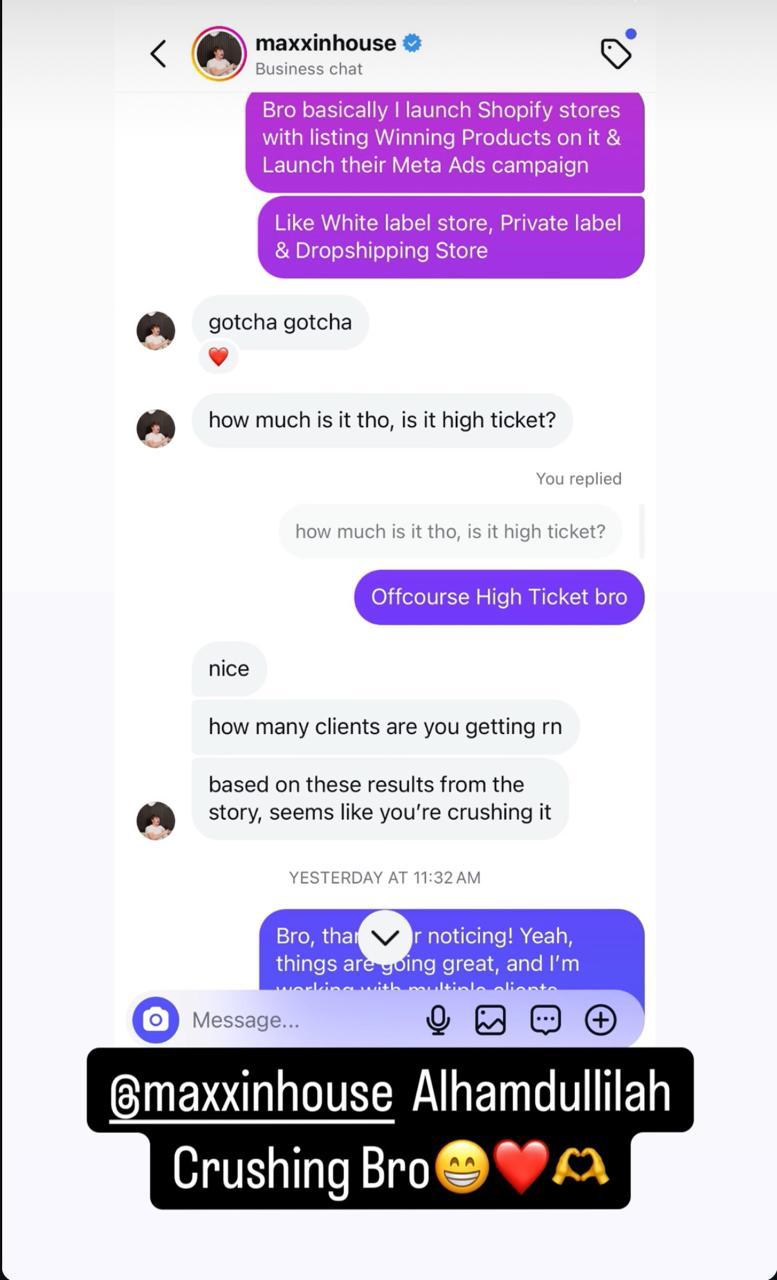 maxxinhouse
Business chat
Bro basically I launch Shopify stores
with listing Winning Products on it &
Launch their Meta Ads campaign
Like White label store, Private label
& Dropshipping Store
gotcha gotcha
❤️
how much is it tho, is it high ticket?
You replied
how much is it tho, is it high ticket?
Offcourse High Ticket bro
nice
how many clients are you getting rn
based on these results from the
story, seems like you're crushing it
YESTERDAY AT 11:32 AM
Bro, noticing! Yeah,
things are going great, and I'm
working with multiple clients
Message...
@maxxinhouse Alhamdullilah
Crushing Bro😁❤️🫶